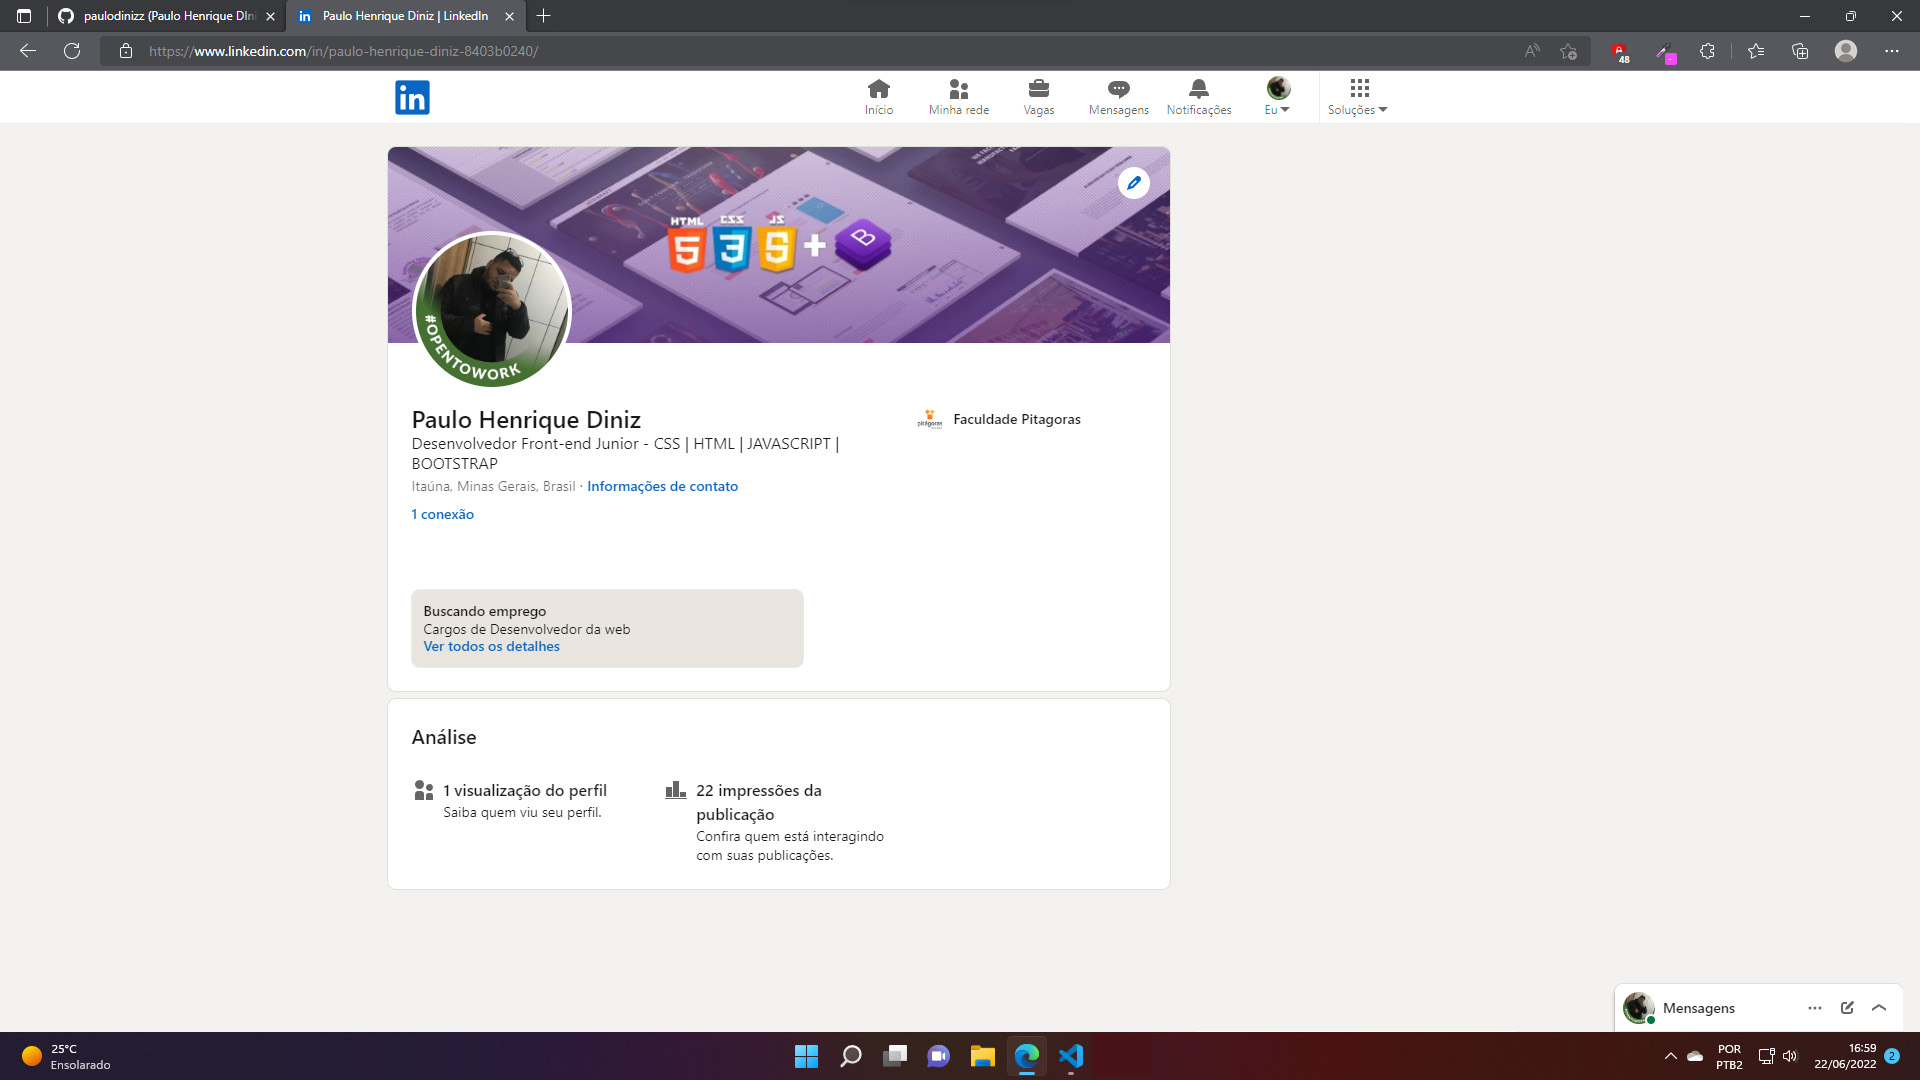 paulodinizz (Paulo Henrique Din
Paulo Henrique Diniz | LinkedIn
https://www.linkedin.com/in/paulo-henrique-diniz-8403b0240/
48
in
Início
Minha rede
Vagas
Mensagens
Notificações
Eu
Soluções
HTML CSS JS
5 3 S + B
#OPENTOWORK
Paulo Henrique Diniz
pitágoras
Faculdade Pitagoras
Desenvolvedor Front-end Junior - CSS | HTML | JAVASCRIPT |
BOOTSTRAP
Itaúna, Minas Gerais, Brasil · Informações de contato
1 conexão
Buscando emprego
Cargos de Desenvolvedor da web
Ver todos os detalhes
Análise
1 visualização do perfil
Saiba quem viu seu perfil.
22 impressões da
publicação
Confira quem está interagindo
com suas publicações.
Mensagens
25°C
Ensolarado
POR
PTB2
16:59
22/06/2022
2